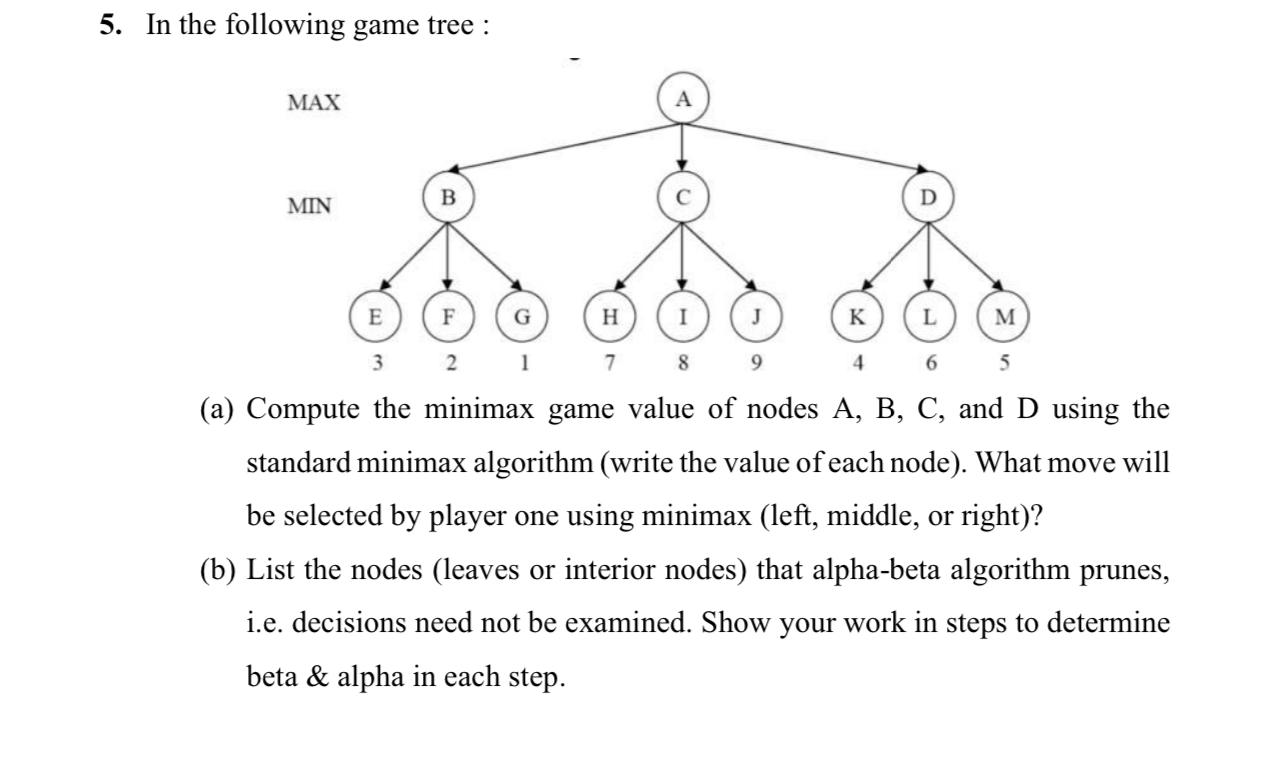 5. In the following game tree :
MAX
A
MIN
B
C
D
E
F
G
H
I
J
K
L
M
3
2
1
7
8
9
4
6
5
(a) Compute the minimax game value of nodes A, B, C, and D using the
standard minimax algorithm (write the value of each node). What move will
be selected by player one using minimax (left, middle, or right)?
(b) List the nodes (leaves or interior nodes) that alpha-beta algorithm prunes,
i.e. decisions need not be examined. Show your work in steps to determine
beta & alpha in each step.